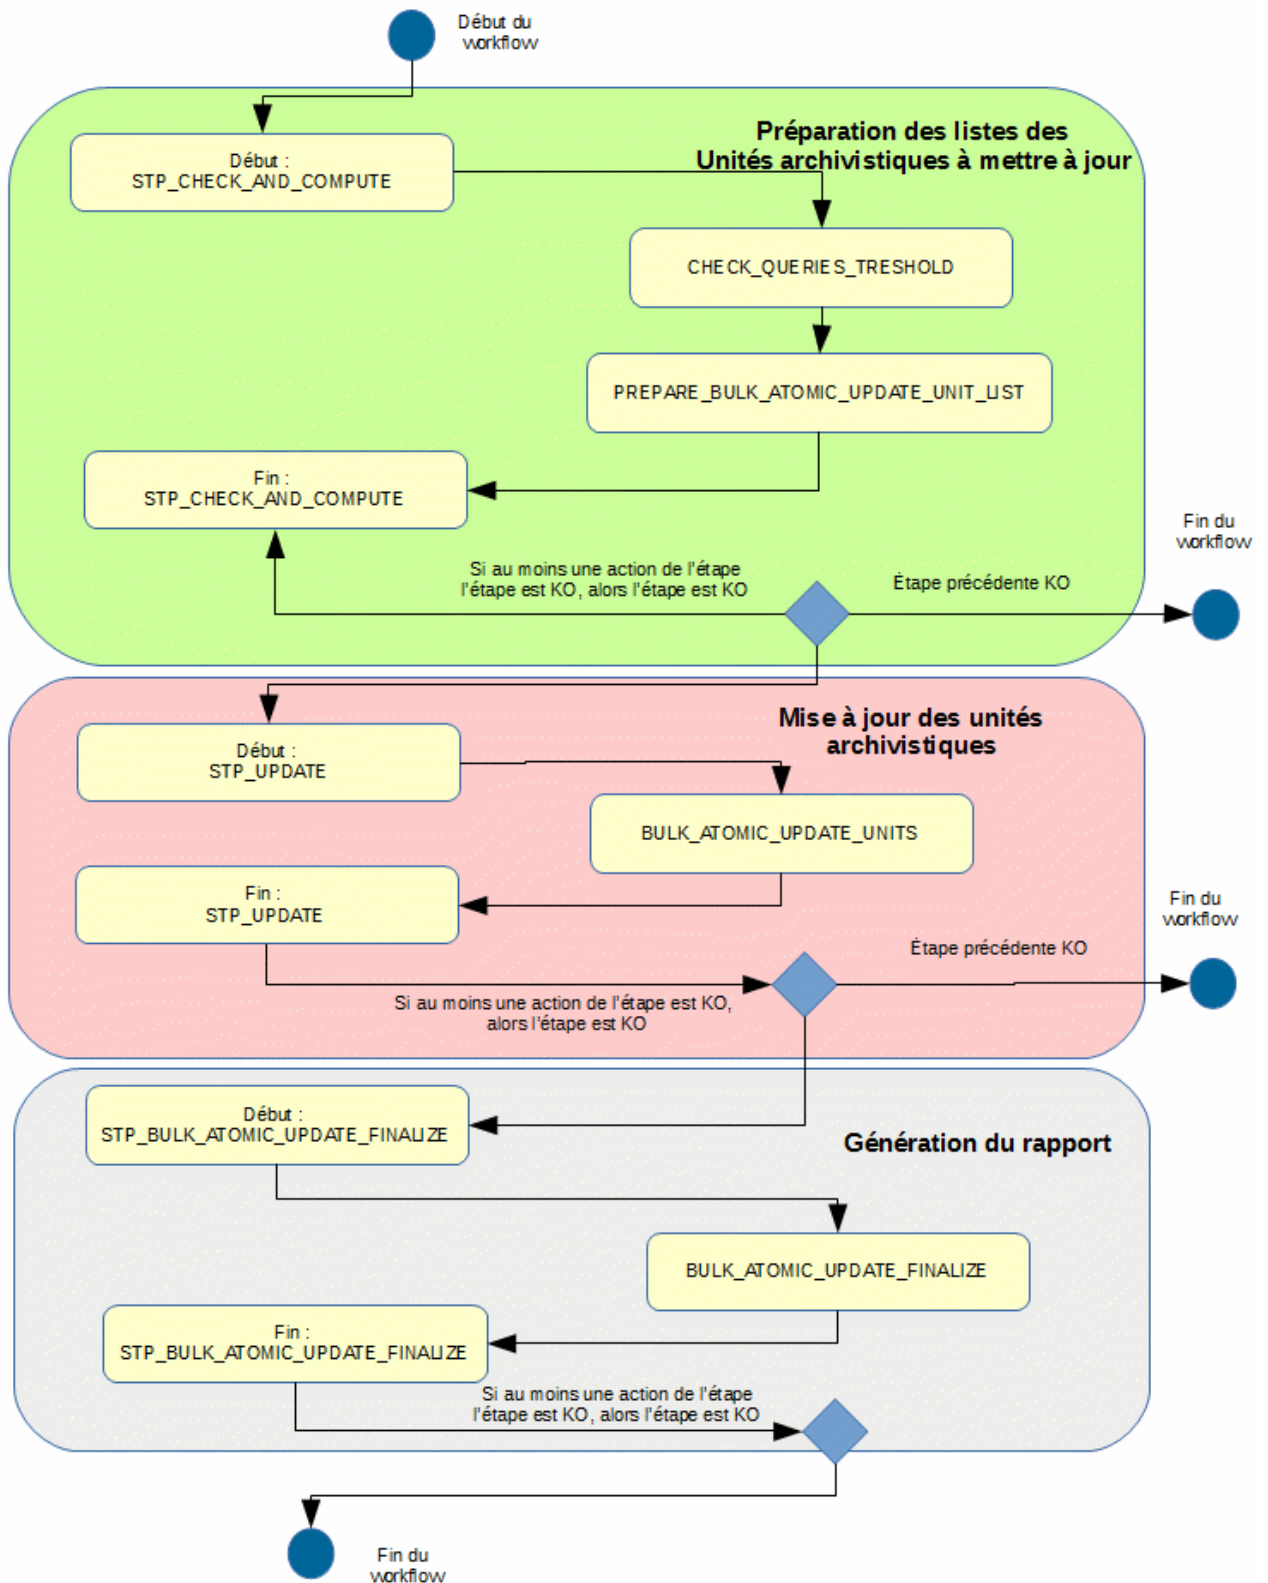 Début du
workflow
Préparation des listes des
Unités archivistiques à mettre à jour
Début :
STP_CHECK_AND_COMPUTE
CHECK_QUERIES_TRESHOLD
PREPARE_BULK_ATOMIC_UPDATE_UNIT_LIST
Fin :
STP_CHECK_AND_COMPUTE
Si au moins une action de l'étape
l'étape est KO, alors l'étape est KO
Étape précédente KO
Fin du
workflow
Mise à jour des unités
archivistiques
Début :
STP_UPDATE
BULK_ATOMIC_UPDATE_UNITS
Fin :
STP_UPDATE
Si au moins une action de l'étape est KO,
alors l'étape est KO
Étape précédente KO
Fin du
workflow
Début :
STP_BULK_ATOMIC_UPDATE_FINALIZE
Génération du rapport
BULK_ATOMIC_UPDATE_FINALIZE
Fin :
STP_BULK_ATOMIC_UPDATE_FINALIZE
Si au moins une action de l'étape
l'étape est KO, alors l'étape est KO
Fin du
workflow